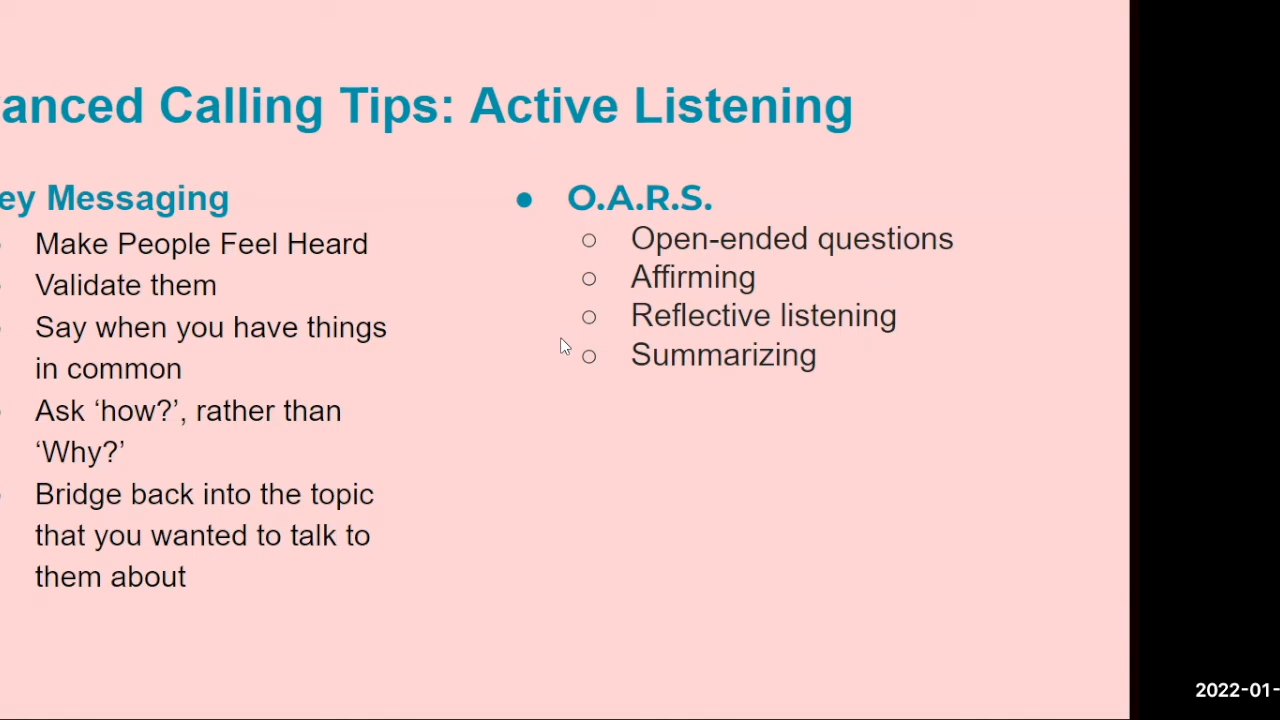 anced Calling Tips: Active Listening
ey Messaging
Make People Feel Heard
Validate them
Say when you have things
in common
Ask ‘how?’, rather than
‘Why?’
Bridge back into the topic
that you wanted to talk to
them about
● O.A.R.S.
○ Open-ended questions
○ Affirming
○ Reflective listening
○ Summarizing
2022-01-